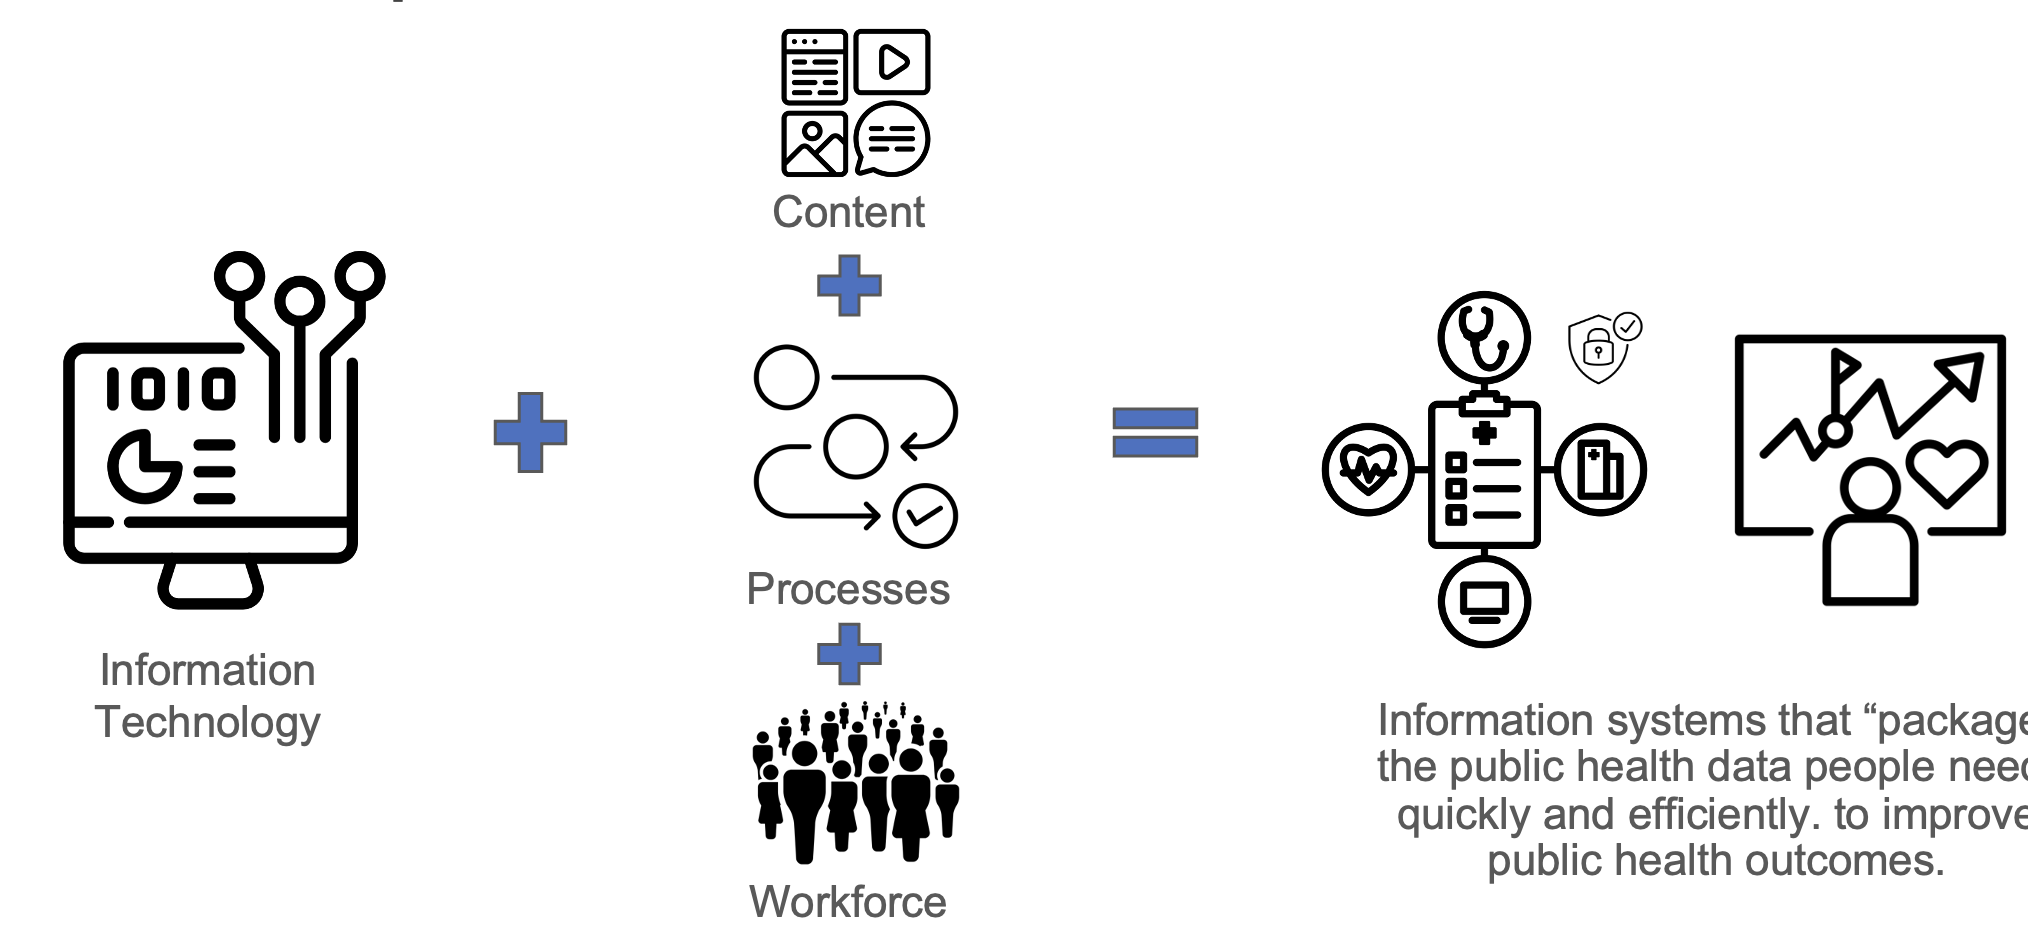 Content
1010
Information
Technology
Processes
Workforce
Information systems that “package
the public health data people need
quickly and efficiently. to improve
public health outcomes.